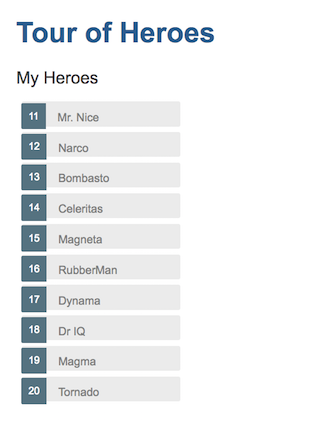 Tour of Heroes
My Heroes
11 Mr. Nice
12 Narco
13 Bombasto
14 Celeritas
15 Magneta
16 RubberMan
17 Dynama
18 Dr IQ
19 Magma
20 Tornado